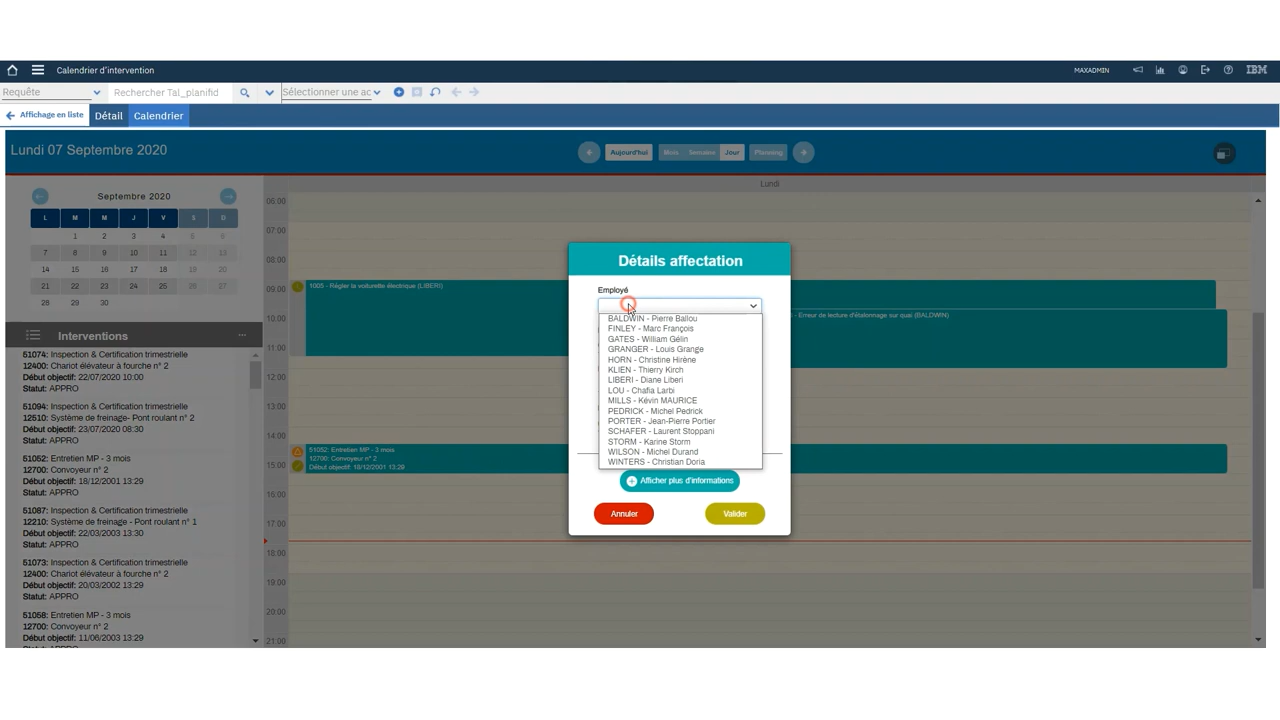 Calendrier d'intervention
MAXADMIN
IBM
Requête
Rechercher Tal_planifid
Sélectionner une ac
Affichage en liste
Détail
Calendrier
Lundi 07 Septembre 2020
Aujourd'hui
Mois
Semaine
Jour
Planning
Lundi
Septembre 2020
L M M J V S D
1 2 3 4 5 6
7 8 9 10 11 12 13
14 15 16 17 18 19 20
21 22 23 24 25 26 27
28 29 30
Interventions
51074: Inspection & Certification trimestrielle
12400: Chariot élévateur à fourche n° 2
Début objectif: 22/07/2020 10:00
Statut: APPRO
51094: Inspection & Certification trimestrielle
12510: Système de freinage- Pont roulant n° 2
Début objectif: 23/07/2020 08:30
Statut: APPRO
51052: Entretien MP - 3 mois
12700: Convoyeur n° 2
Début objectif: 18/12/2001 13:29
Statut: APPRO
51087: Inspection & Certification trimestrielle
12210: Système de freinage - Pont roulant n° 1
Début objectif: 22/03/2003 13:30
Statut: APPRO
51073: Inspection & Certification trimestrielle
12400: Chariot élévateur à fourche n° 2
Début objectif: 20/03/2002 13:29
Statut: APPRO
51058: Entretien MP - 3 mois
12700: Convoyeur n° 2
Début objectif: 11/06/2003 13:29
Statut: APPRO
06:00
07:00
08:00
09:00
10:00
11:00
12:00
13:00
14:00
15:00
16:00
17:00
18:00
19:00
20:00
21:00
1005 - Régler la voiturette électrique (LIBERI)
- Erreur de lecture d'étalonnage sur quai (BALDWIN)
51052: Entretien MP - 3 mois
12700: Convoyeur n° 2
Début objectif: 18/12/2001 13:29
Détails affectation
Employé
BALDWIN - Pierre Ballou
FINLEY - Marc François
GATES - William Gélin
GRANGER - Louis Grange
HORN - Christine Hirène
KLIEN - Thierry Kirch
LIBERI - Diane Liberi
LOU - Chafia Larbi
MILLS - Kévin MAURICE
PEDRICK - Michel Pedrick
PORTER - Jean-Pierre Portier
SCHAFER - Laurent Stoppani
STORM - Karine Storm
WILSON - Michel Durand
WINTERS - Christian Doria
Afficher plus d'informations
Annuler
Valider